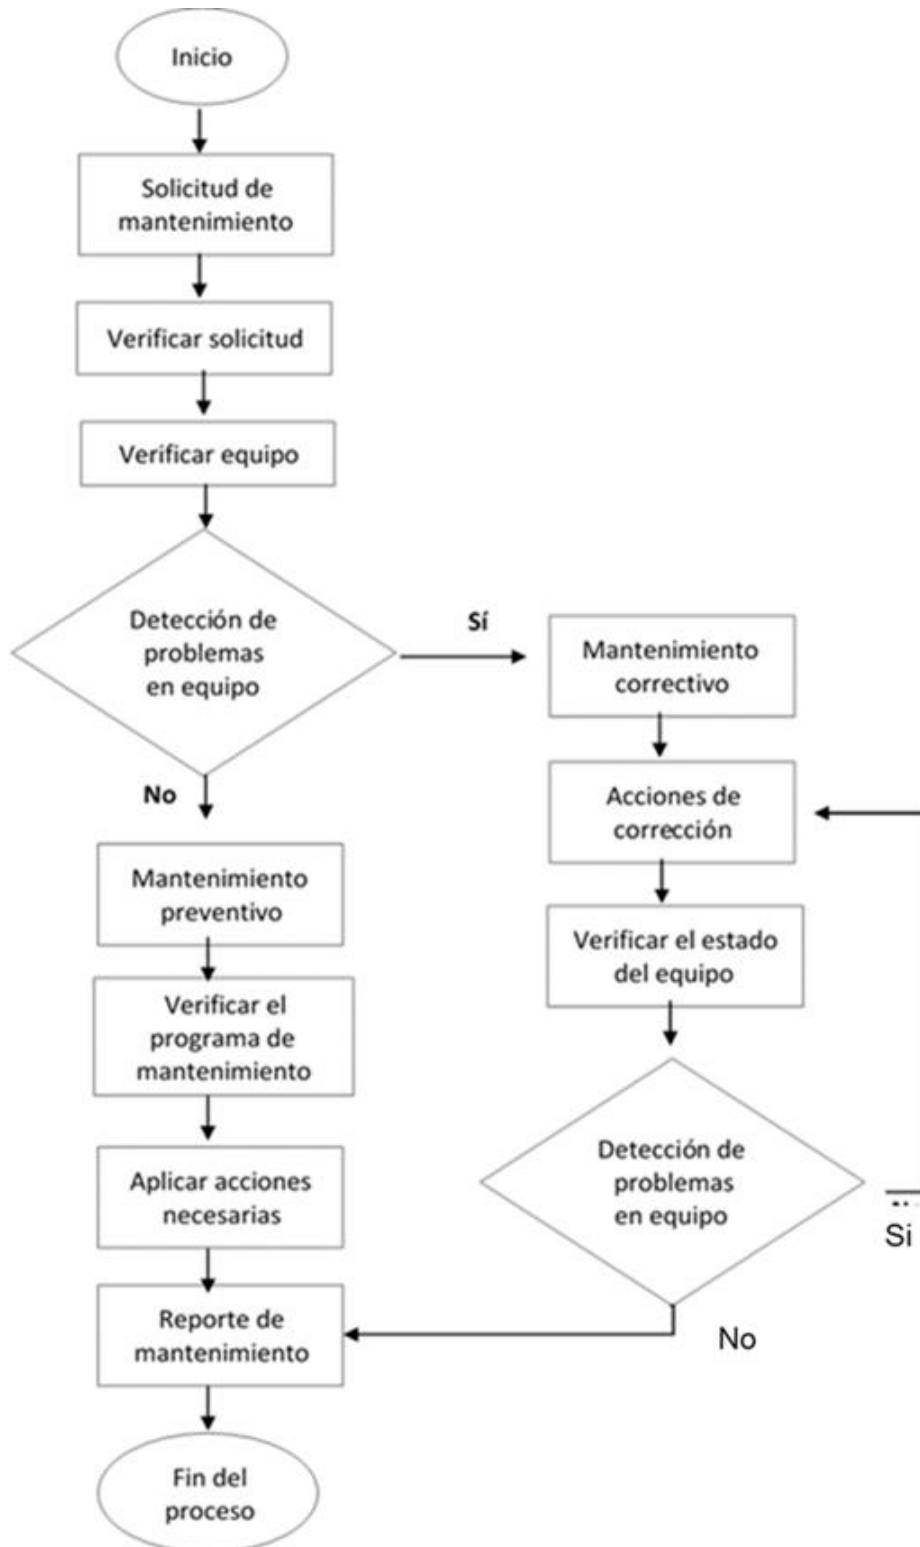 Inicio
Solicitud de
mantenimiento
Verificar solicitud
Verificar equipo
Detección de
problemas
en equipo
Sí
No
Mantenimiento
correctivo
Acciones de
corrección
Verificar el estado
del equipo
Detección de
problemas
en equipo
Si
No
Mantenimiento
preventivo
Verificar el
programa de
mantenimiento
Aplicar acciones
necesarias
Reporte de
mantenimiento
Fin del
proceso